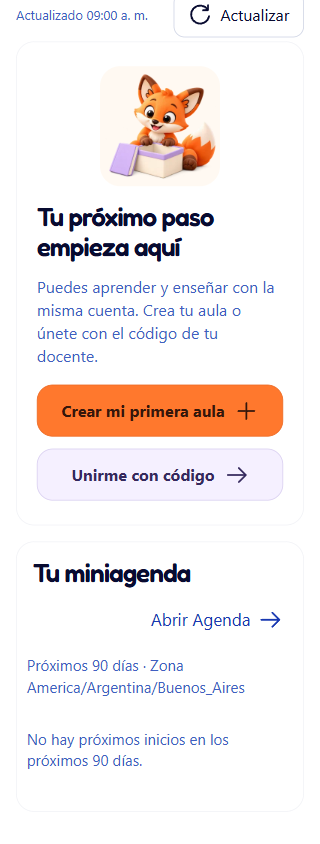 Actualizado 09:00 a. m.
Actualizar
Tu próximo paso
empieza aquí
Puedes aprender y enseñar con la
misma cuenta. Crea tu aula o
únete con el código de tu
docente.
Crear mi primera aula
Unirme con código
Tu miniagenda
Abrir Agenda
Próximos 90 días · Zona
America/Argentina/Buenos_Aires
No hay próximos inicios en los
próximos 90 días.